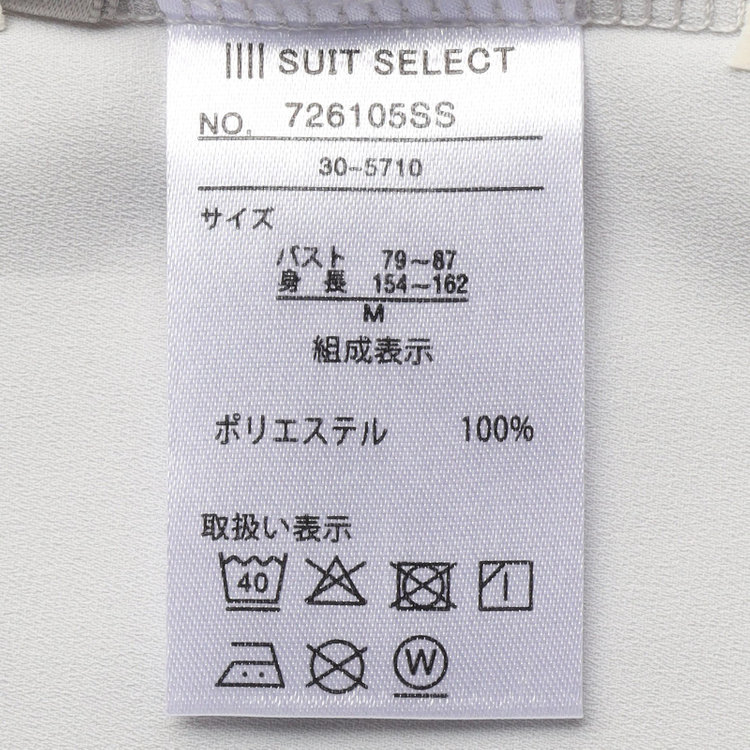 SUIT SELECT
NO. 726105SS
30-5710
サイズ
バスト 79～87
身長 154～162
M
組成表示
ポリエステル 100%
取扱い表示
40
W